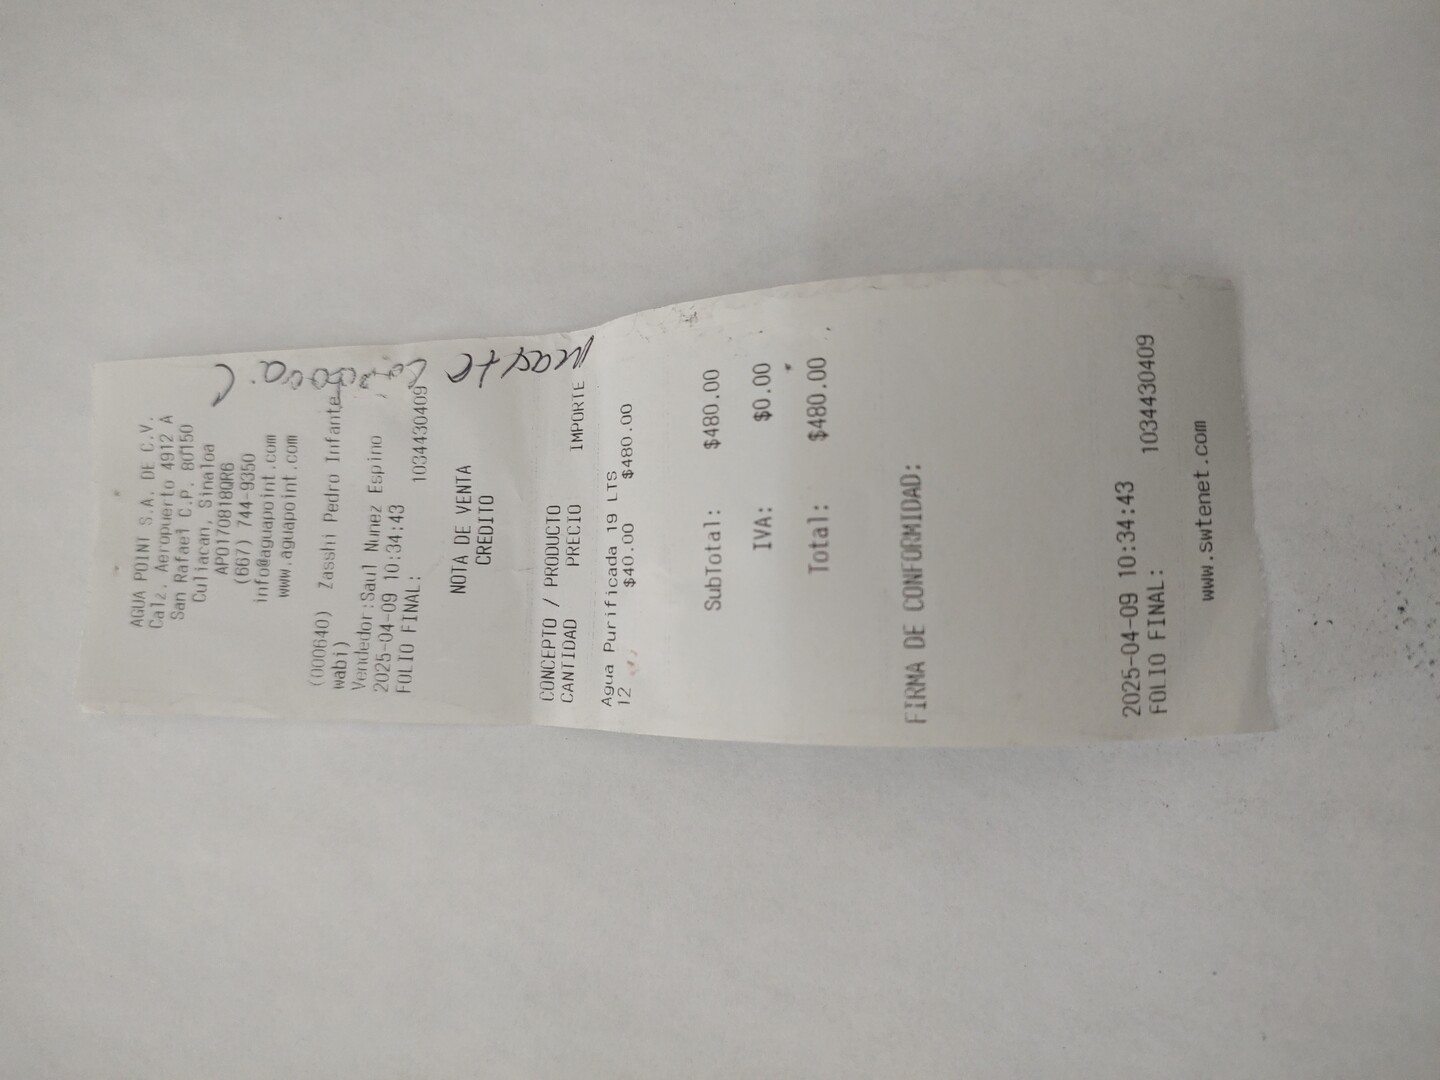 AGUA POINT S.A. DE C.V.
Calz. Aeropuerto 4912 A
San Rafael C.P. 80150
Culiacan, Sinaloa
APO170818QR6
(667) 744-9350
info@aguapoint.com
www.aguapoint.com
(000640) Zasshi Pedro Infante
wabi)
Vendedor:Saul Nunez Espino
2025-04-09 10:34:43
FOLIO FINAL: 1034430409
NOTA DE VENTA
CREDITO
CONCEPTO / PRODUCTO
CANTIDAD PRECIO IMPORTE
Agua Purificada 19 LTS
12 $40.00 $480.00
SubTotal: $480.00
IVA: $0.00
Total: $480.00
FIRMA DE CONFORMIDAD:
2025-04-09 10:34:43
FOLIO FINAL: 1034430409
www.swtenet.com